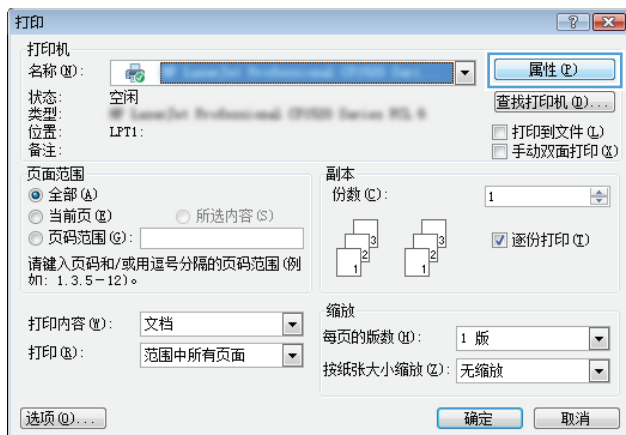 打印
打印机
名称(N):
属性(P)
状态: 空闲
类型:
查找打印机(D)...
位置: LPT1:
打印到文件(L)
备注:
手动双面打印(X)
页面范围
全部(A)
当前页(E) 所选内容(S)
页码范围(G):
请键入页码和/或用逗号分隔的页码范围(例
如: 1.3.5-12)。
副本
份数(C): 1
1 2 3 1 2 3
逐份打印(T)
打印内容(W): 文档
打印(R): 范围中所有页面
缩放
每页的版数(H): 1 版
按纸张大小缩放(Z): 无缩放
选项(O)... 确定 取消